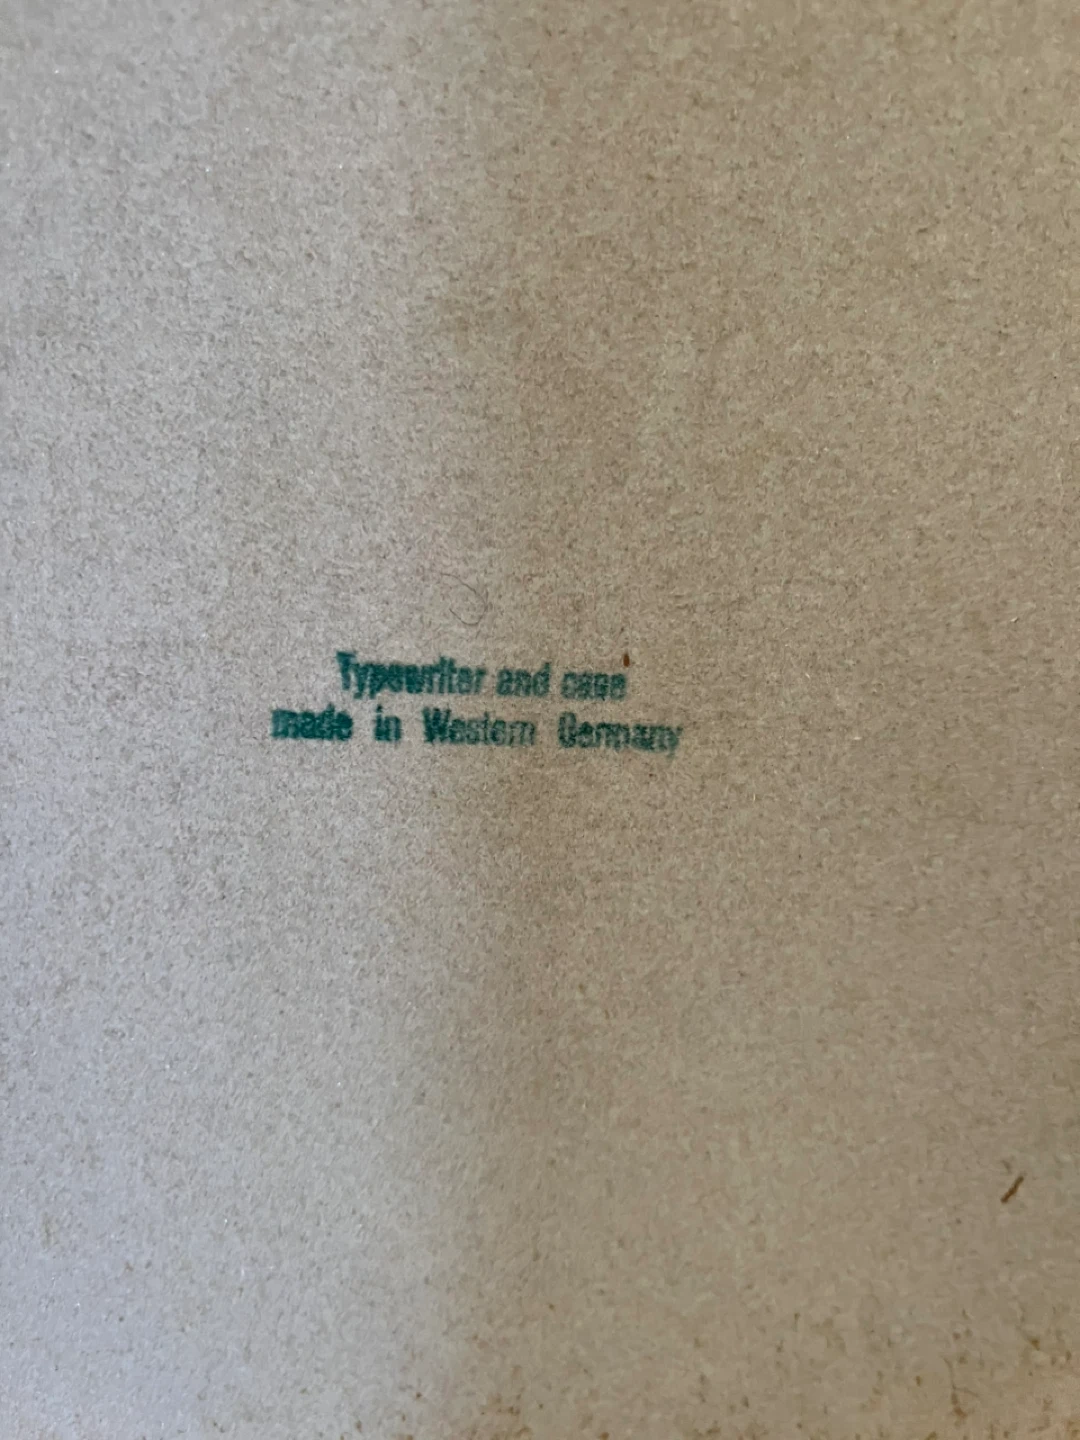 Typewriter and case
made in Western Germany